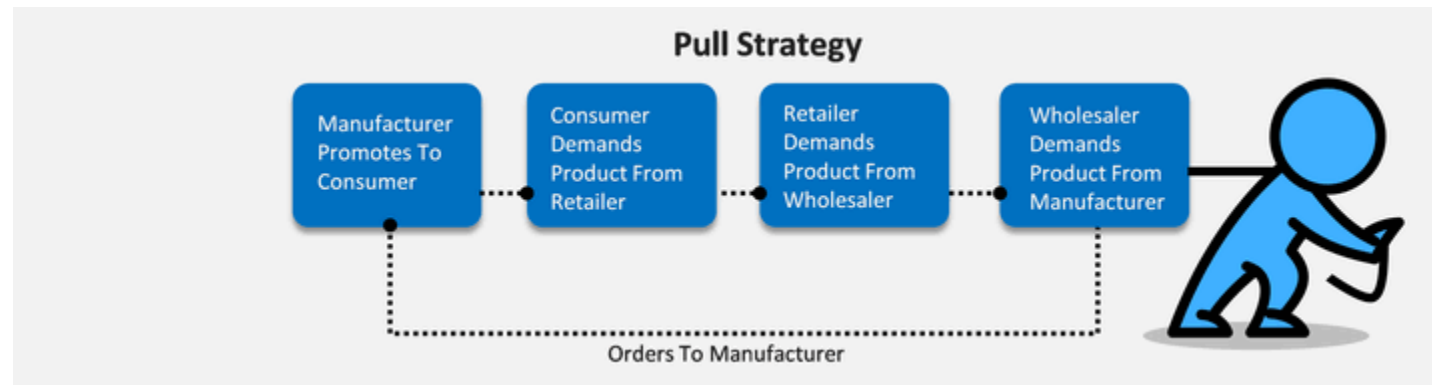 Pull Strategy
Manufacturer
Promotes To
Consumer
Consumer
Demands
Product From
Retailer
Retailer
Demands
Product From
Wholesaler
Wholesaler
Demands
Product From
Manufacturer
Orders To Manufacturer